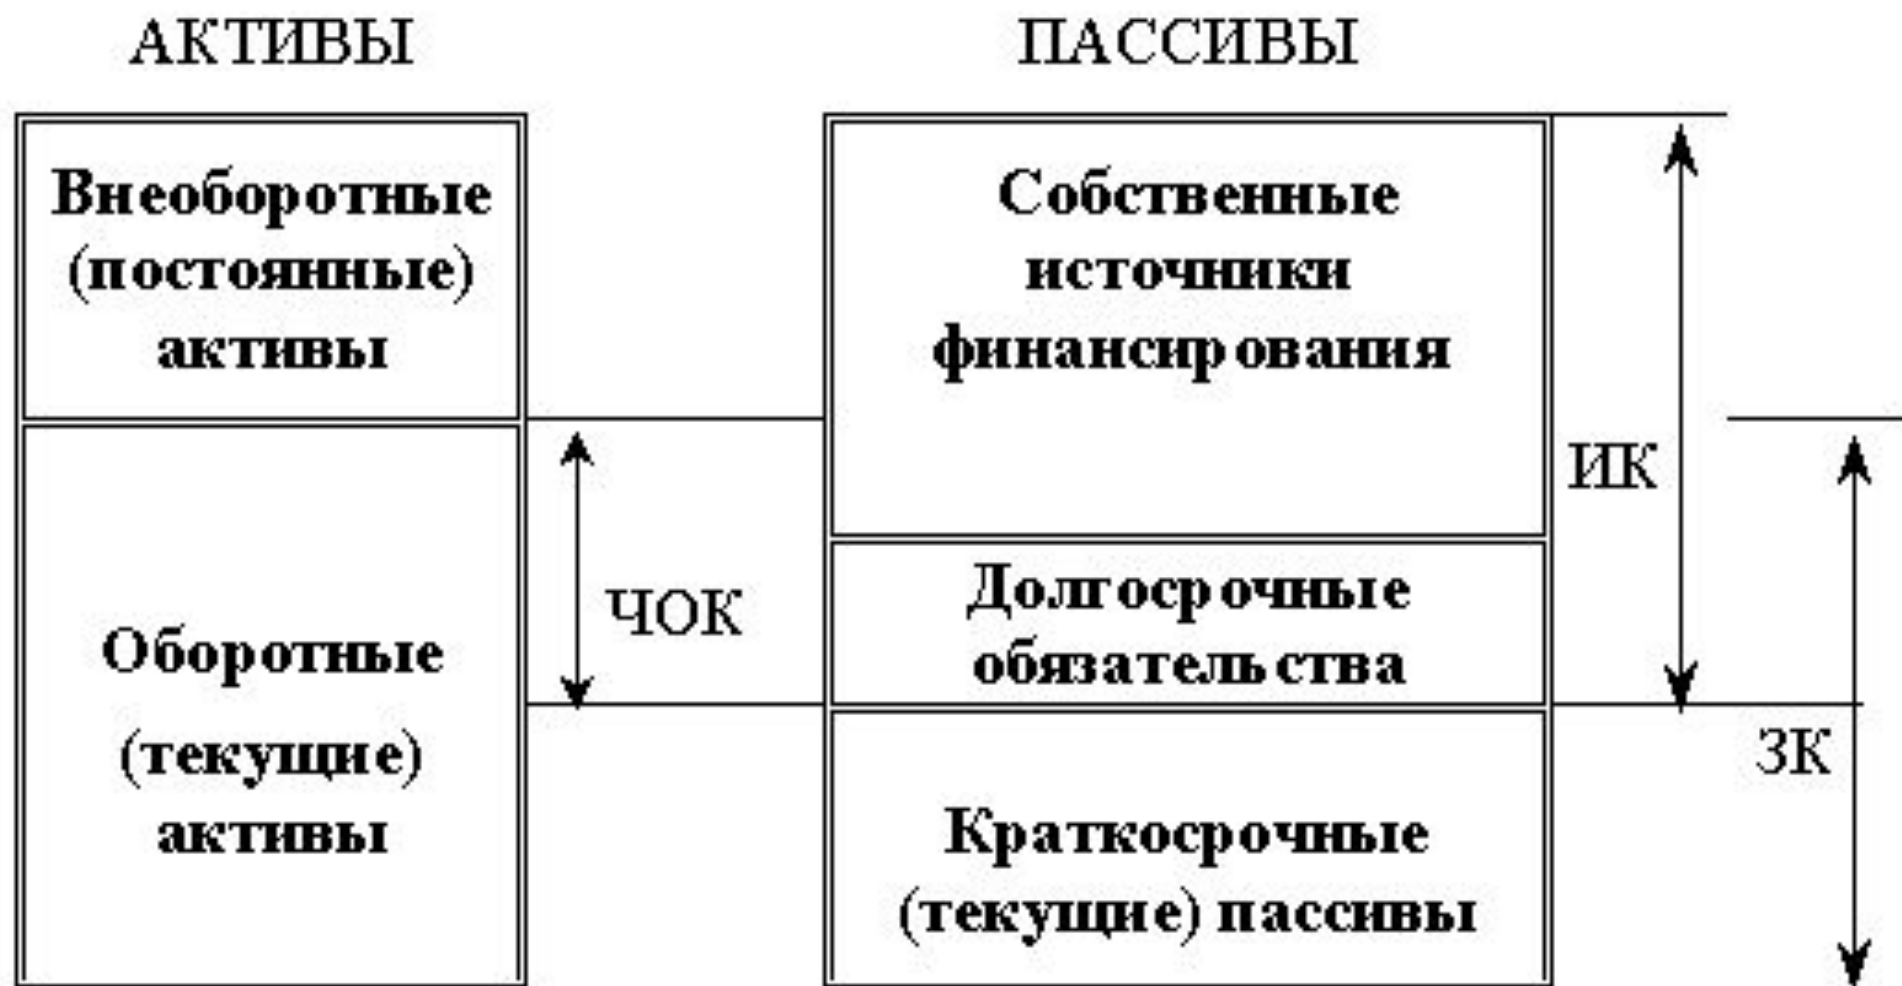 АКТИВЫ
ПАССИВЫ
Внеоборотные
(постоянные)
активы
Собственные
источники
финансирования
ИК
ЧОК
Долгосрочные
обязательства
Оборотные
(текущие)
активы
ЗК
Краткосрочные
(текущие) пассивы